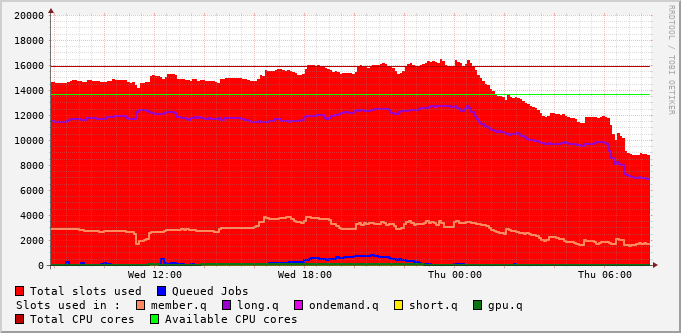 RRDTOOL / TOBI OETIKER
20000
18000
16000
14000
12000
10000
8000
6000
4000
2000
0
Wed 12:00 Wed 18:00 Thu 00:00 Thu 06:00
Total slots used Queued Jobs
Slots used in : member.q long.q ondemand.q short.q gpu.q
Total CPU cores Available CPU cores